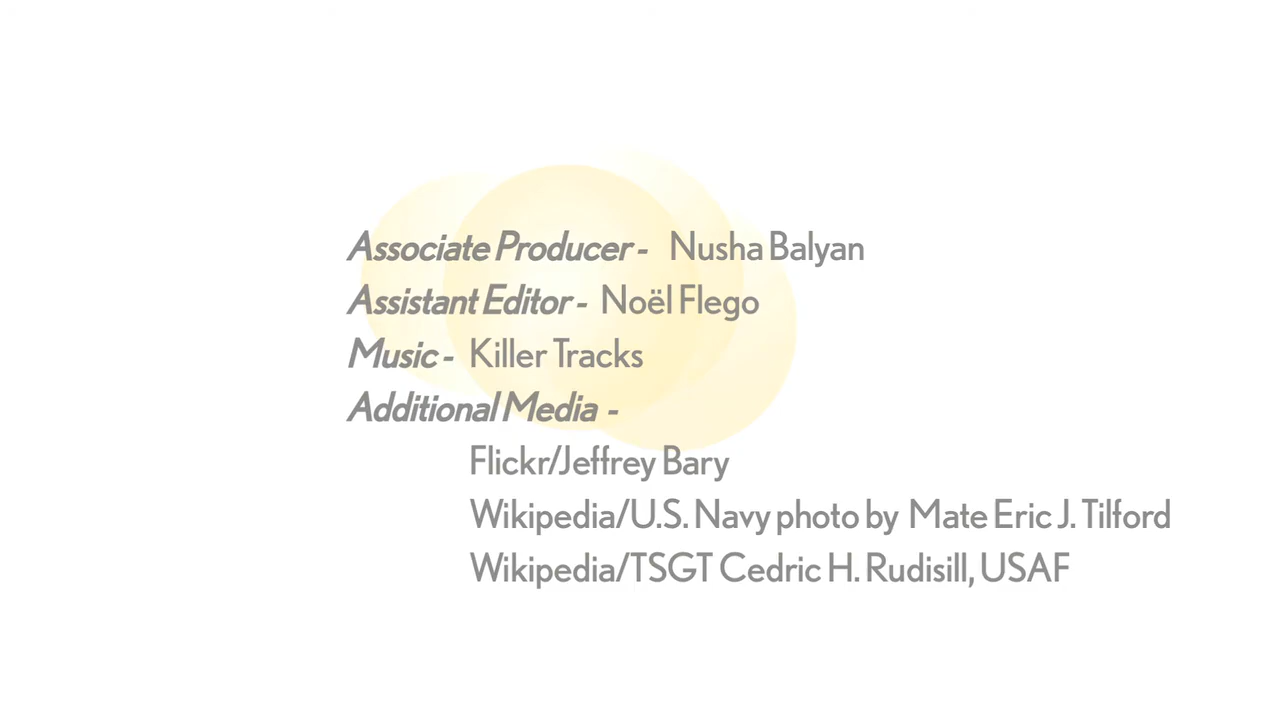 Associate Producer - Nusha Balyan
Assistant Editor - Noël Flego
Music - Killer Tracks
Additional Media -
Flickr/Jeffrey Bary
Wikipedia/U.S. Navy photo by Mate Eric J. Tilford
Wikipedia/TSGT Cedric H. Rudisill, USAF